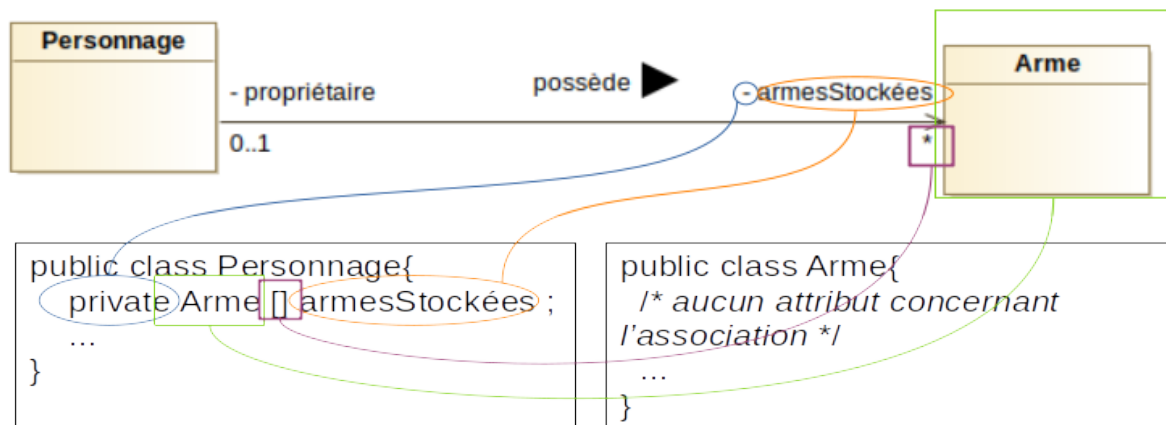 Personnage
Arme
possède
- propriétaire
- armesStockées
0..1
*
public class Personnage{
private Arme [] armesStockées ;
...
}
public class Arme{
/* aucun attribut concernant
l’association */
...
}